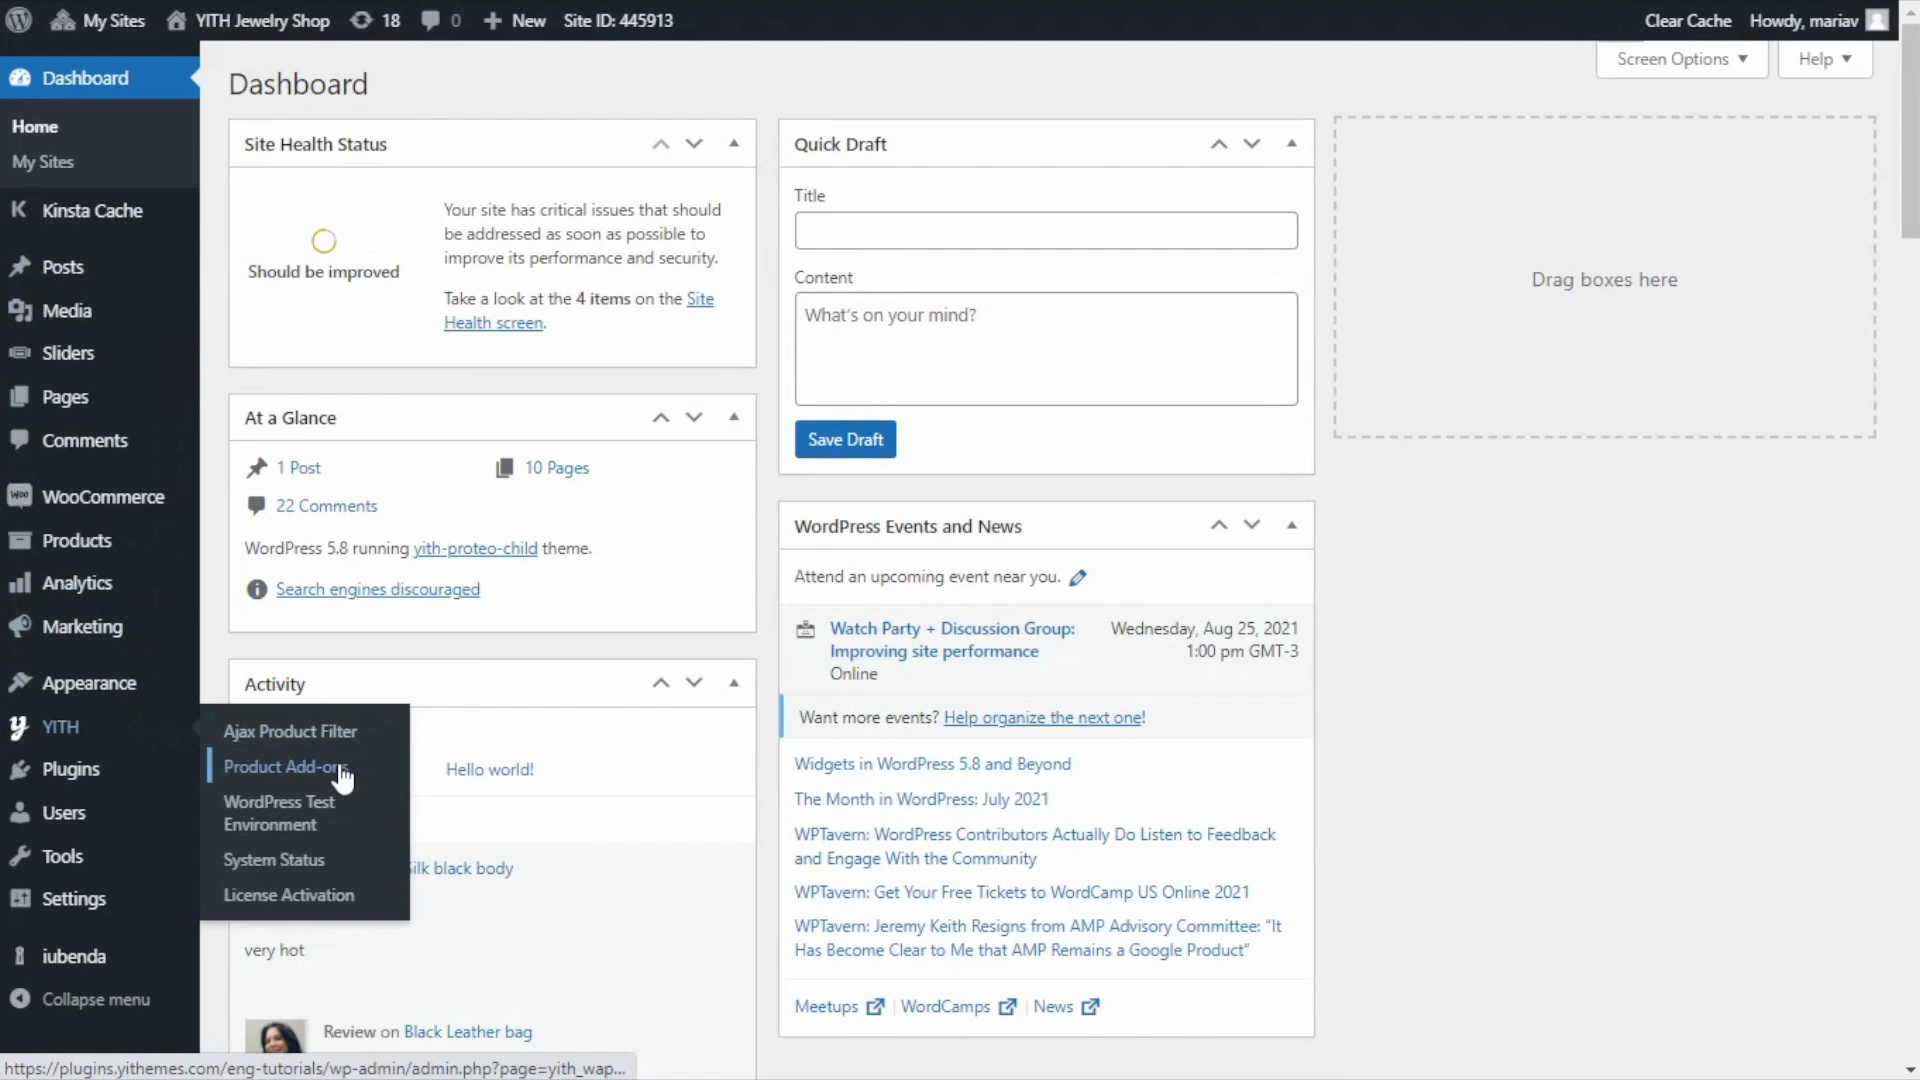 My Sites
YITH Jewelry Shop
18
0
New
Site ID: 445913
Clear Cache
Howdy, mariav
Screen Options
Help
Dashboard
Home
My Sites
Kinsta Cache
Posts
Media
Sliders
Pages
Comments
WooCommerce
Products
Analytics
Marketing
Appearance
YITH
Plugins
Users
Tools
Settings
iubenda
Collapse menu
Ajax Product Filter
Product Add-ons
WordPress Test
Environment
System Status
License Activation
Dashboard
Site Health Status
Should be improved
Your site has critical issues that should
be addressed as soon as possible to
improve its performance and security.
Take a look at the 4 items on the Site
Health screen.
At a Glance
1 Post
10 Pages
22 Comments
WordPress 5.8 running yith-proteo-child theme.
Search engines discouraged
Activity
Hello world!
ilk black body
very hot
Review on Black Leather bag
Quick Draft
Title
Content
What's on your mind?
Save Draft
WordPress Events and News
Attend an upcoming event near you.
Watch Party + Discussion Group:
Improving site performance
Online
Wednesday, Aug 25, 2021
1:00 pm GMT-3
Want more events? Help organize the next one!
Widgets in WordPress 5.8 and Beyond
The Month in WordPress: July 2021
WPTavern: WordPress Contributors Actually Do Listen to Feedback
and Engage With the Community
WPTavern: Get Your Free Tickets to WordCamp US Online 2021
WPTavern: Jeremy Keith Resigns from AMP Advisory Committee: “It
Has Become Clear to Me that AMP Remains a Google Product”
Meetups | WordCamps | News
Drag boxes here
https://plugins.yithemes.com/eng-tutorials/wp-admin/admin.php?page=yith_wap...